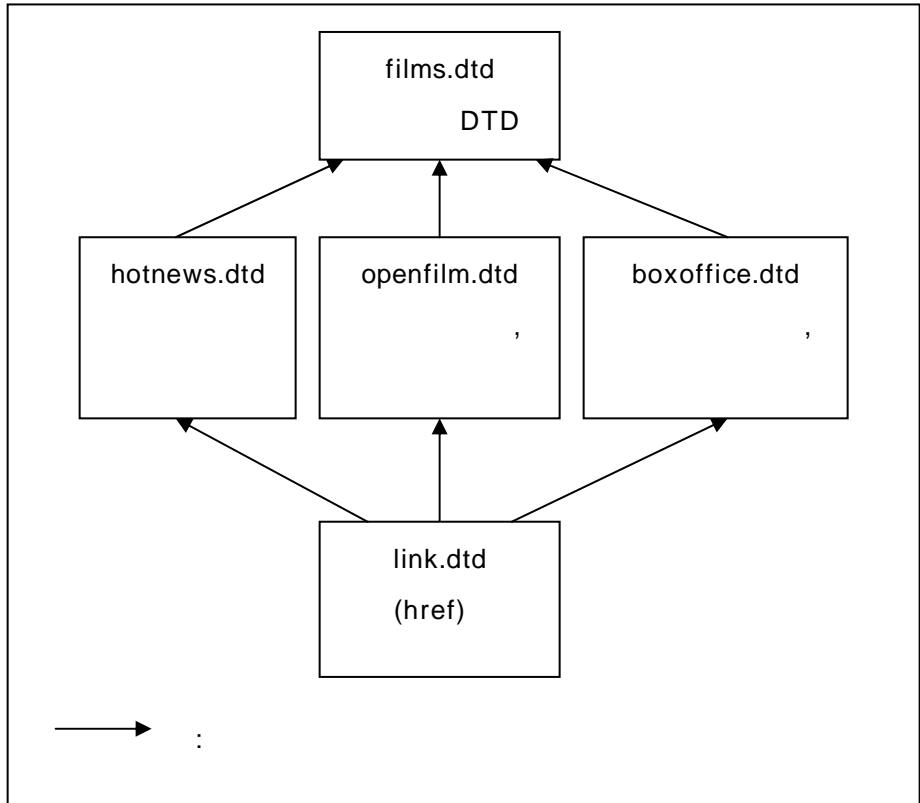 films.dtd
DTD
hotnews.dtd
openfilm.dtd
,
boxoffice.dtd
,
link.dtd
(href)
: